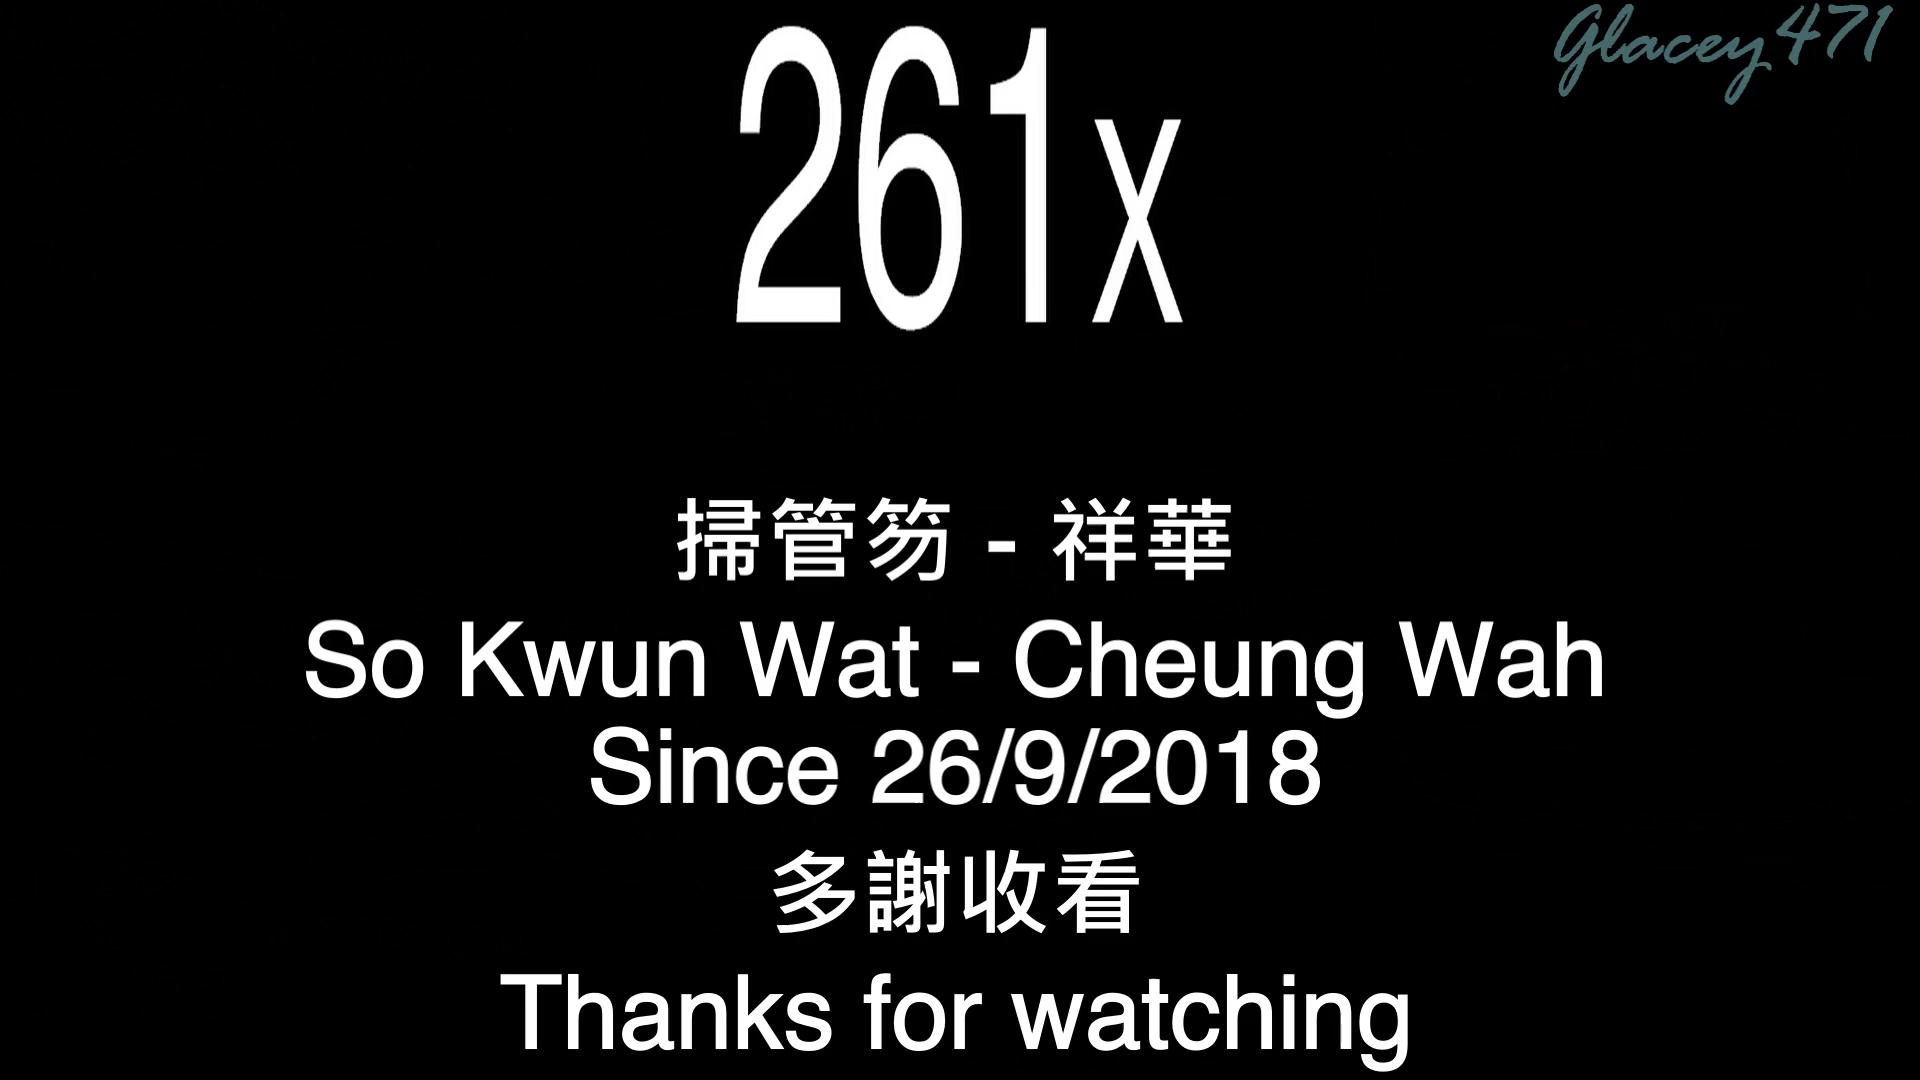 Glacey471
261X
掃管笏 - 祥華
So Kwun Wat - Cheung Wah
Since 26/9/2018
多謝收看
Thanks for watching